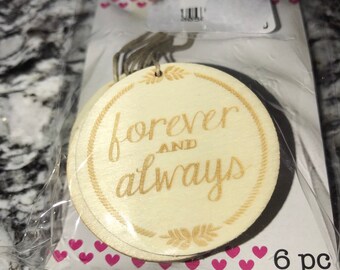 forever
AND
always
6 pc